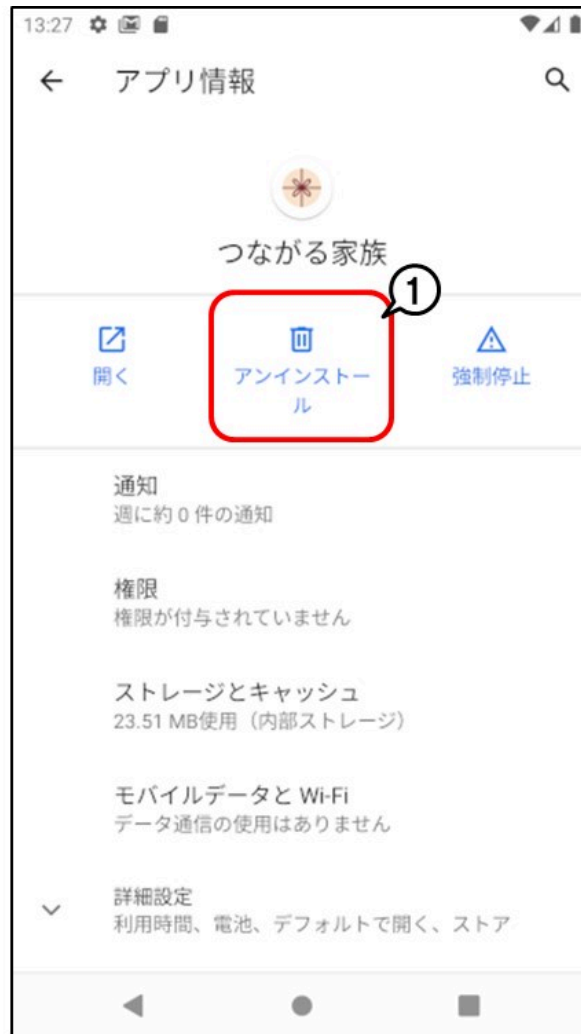 13:27
アプリ情報
つながる家族
1
開く
アンインストー
ル
強制停止
通知
週に約 0 件の通知
権限
権限が付与されていません
ストレージとキャッシュ
23.51 MB使用（内部ストレージ）
モバイルデータと Wi-Fi
データ通信の使用はありません
詳細設定
利用時間、電池、デフォルトで開く、ストア